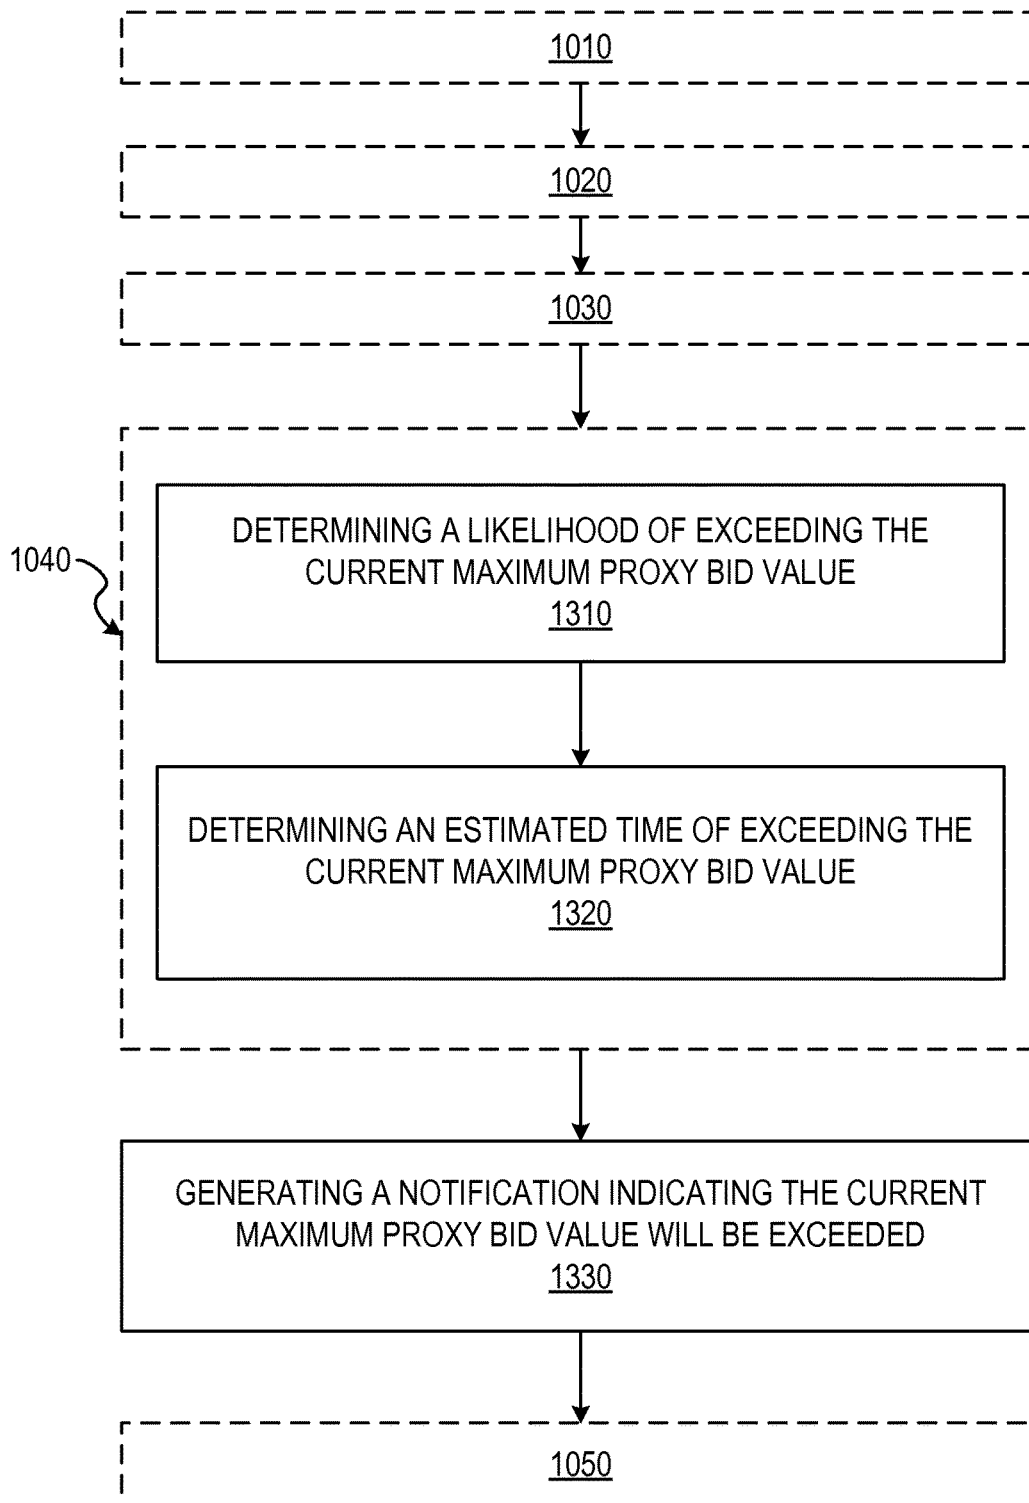 1010
1020
1030
1040
DETERMINING A LIKELIHOOD OF EXCEEDING THE
CURRENT MAXIMUM PROXY BID VALUE
1310
DETERMINING AN ESTIMATED TIME OF EXCEEDING THE
CURRENT MAXIMUM PROXY BID VALUE
1320
GENERATING A NOTIFICATION INDICATING THE CURRENT
MAXIMUM PROXY BID VALUE WILL BE EXCEEDED
1330
1050